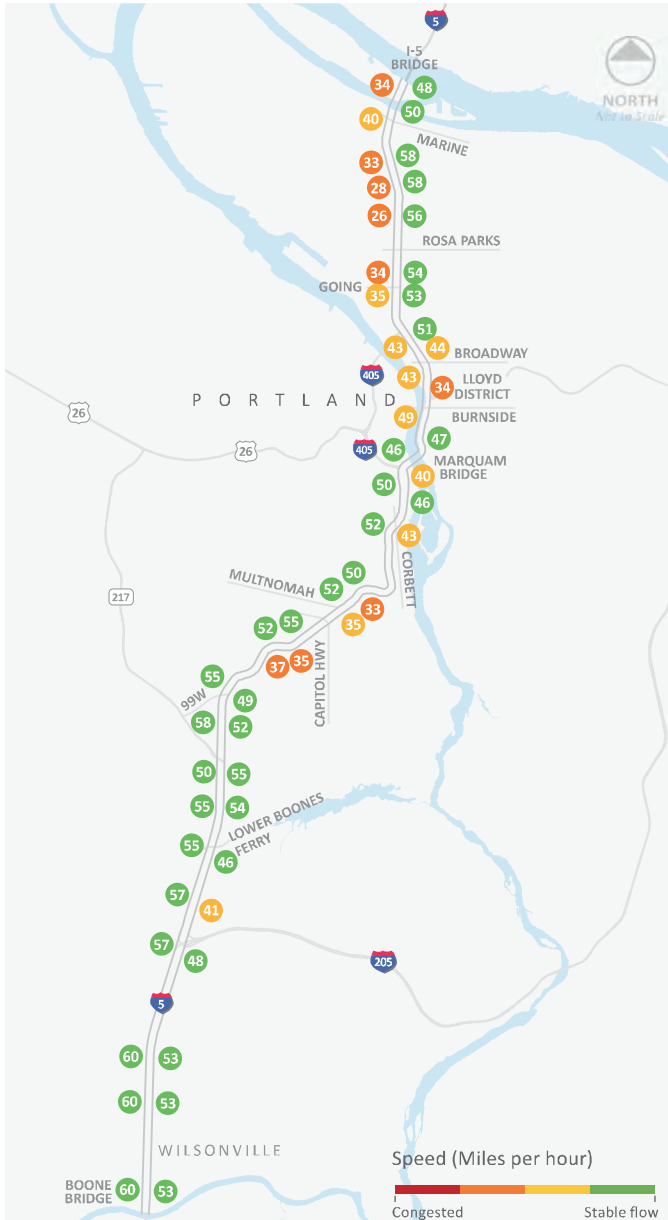 5
I-5
BRIDGE
34
48
NORTH
Not to Scale
50
40
MARINE
58
33
58
28
26
56
ROSA PARKS
34
54
GOING
35
53
51
43
44
BROADWAY
405
43
34
LLOYD
DISTRICT
PORTLAND
26
49
BURNSIDE
47
405
46
26
MARQUAM
BRIDGE
40
50
46
52
43
CORBETT
50
MULTNOMAH
52
217
33
35
55
52
CAPITOL HWY
35
37
55
99W
49
58
52
50
55
55
54
LOWER BOONES
FERRY
55
46
57
41
57
48
205
5
60
53
60
53
WILSONVILLE
BOONE
BRIDGE
60
53
Speed (Miles per hour)
Congested
Stable flow